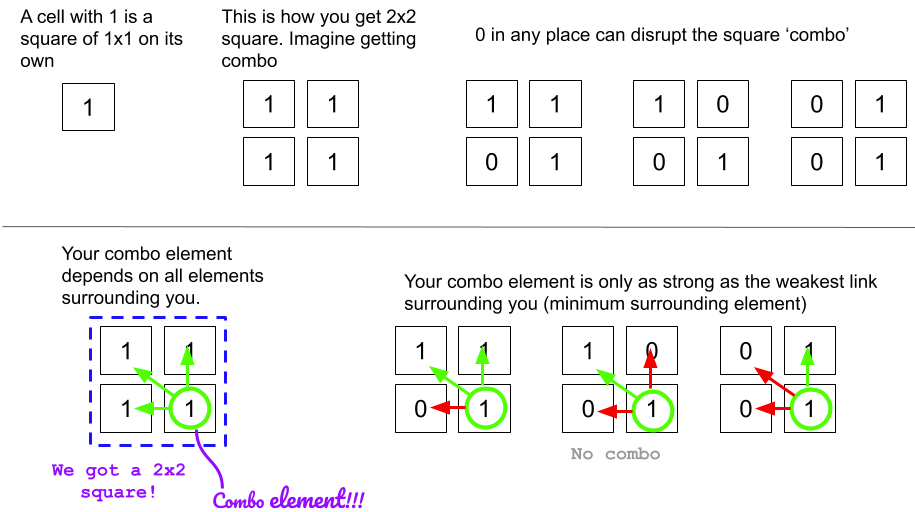 A cell with 1 is a
square of 1x1 on its
own
1
This is how you get 2x2
square. Imagine getting
combo
1 1
1 1
0 in any place can disrupt the square ‘combo’
1 1 1 0 0 1
0 1 0 1 0 1
Your combo element
depends on all elements
surrounding you.
1 1
1 1
We got a 2x2
square!
Combo element!!!
Your combo element is only as strong as the weakest link
surrounding you (minimum surrounding element)
1 1 1 0 0 1
0 1 0 1 0 1
No combo